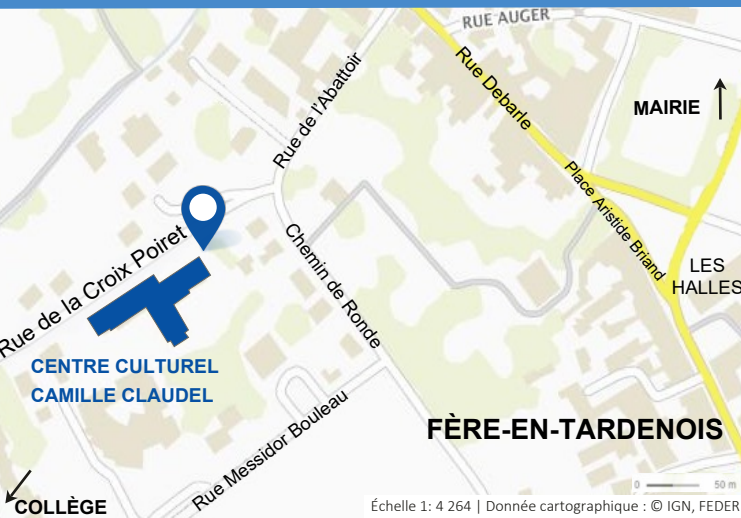 RUE AUGER
Rue Debarle
MAIRIE
Rue de l'Abattoir
Place Aristide Briand
Rue de la Croix Poiret
Chemin de Ronde
LES
HALLES
CENTRE CULTUREL
CAMILLE CLAUDEL
Rue Messidor Bouleau
FÈRE-EN-TARDENOIS
0 50 m
COLLÈGE
Échelle 1: 4 264 | Donnée cartographique : © IGN, FEDER